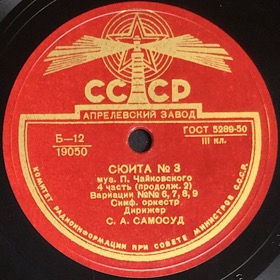 СССР
АПРЕЛЕВСКИЙ ЗАВОД
Б—12
19050
ГОСТ 5289-50
III кл.
СЮИТА № 3
муз. П. Чайковского
4 часть (продолж. 2)
Вариации №№ 6, 7, 8, 9
Симф. оркестр
Дирижер
С. А. САМОСУД
КОМИТЕТ РАДИОИНФОРМАЦИИ ПРИ СОВЕТЕ МИНИСТРОВ С.С.С.Р.